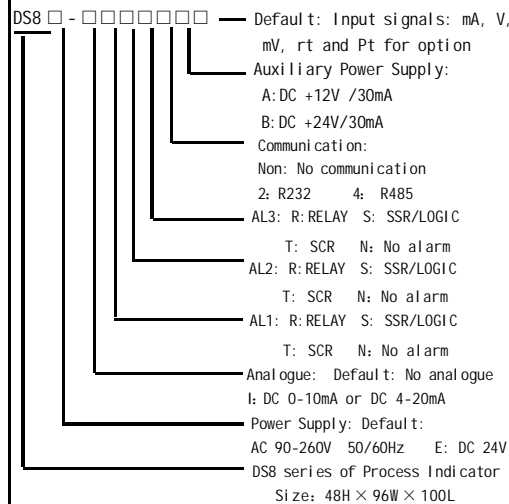 DS8 □ - □□□□□□□ Default: Input signals: mA, V,
mV, rt and Pt for option
Auxiliary Power Supply:
A: DC +12V /30mA
B: DC +24V/30mA
Communication:
Non: No communication
2: R232 4: R485
AL3: R: RELAY S: SSR/LOGIC
T: SCR N: No alarm
AL2: R: RELAY S: SSR/LOGIC
T: SCR N: No alarm
AL1: R: RELAY S: SSR/LOGIC
T: SCR N: No alarm
Analogue: Default: No analogue
I: DC 0-10mA or DC 4-20mA
Power Supply: Default:
AC 90-260V 50/60Hz E: DC 24V
DS8 series of Process Indicator
Size: 48H × 96W × 100L